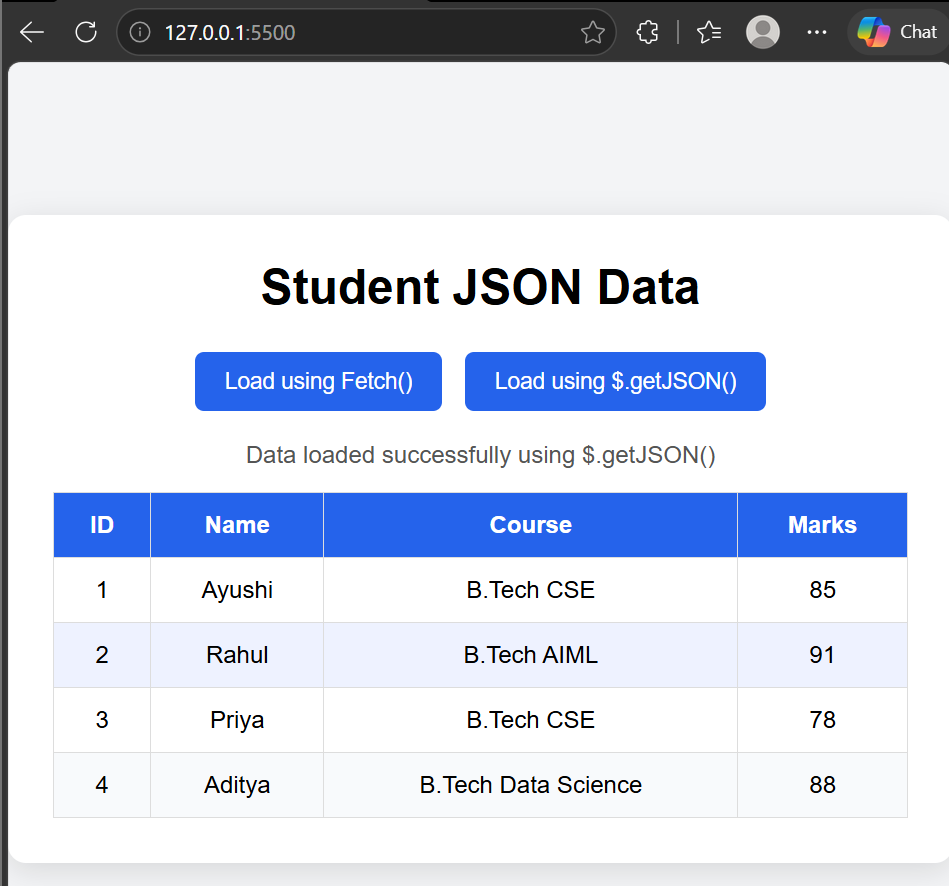 127.0.0.1:5500
Chat
Student JSON Data
Load using Fetch() Load using $.getJSON()
Data loaded successfully using $.getJSON()
ID Name Course Marks
1 Ayushi B.Tech CSE 85
2 Rahul B.Tech AIML 91
3 Priya B.Tech CSE 78
4 Aditya B.Tech Data Science 88